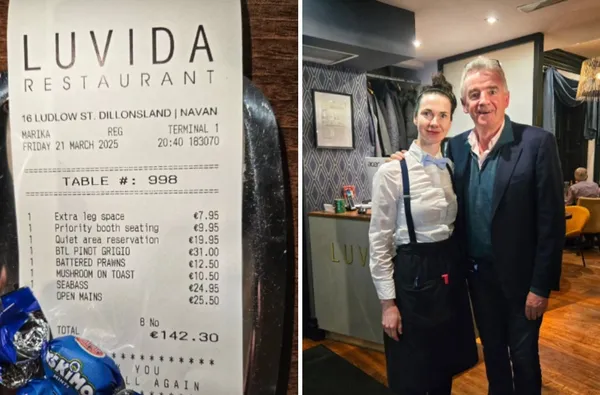 LUVIDA
RESTAURANT
16 LUDLOW ST. DILLONSLAND | NAVAN
MARIKA REG TERMINAL 1
FRIDAY 21 MARCH 2025 20:40 183070
TABLE #: 998
1 Extra leg space €7.95
1 Priority booth seating €9.95
1 Quiet area reservation €19.95
1 BTL PINOT GRIGIO €31.00
1 BATTERED PRAWNS €12.50
1 MUSHROOM ON TOAST €10.50
1 SEABASS €24.95
1 OPEN MAINS €25.50
8 No
TOTAL €142.30
YOU
ALL AGAIN
LUV